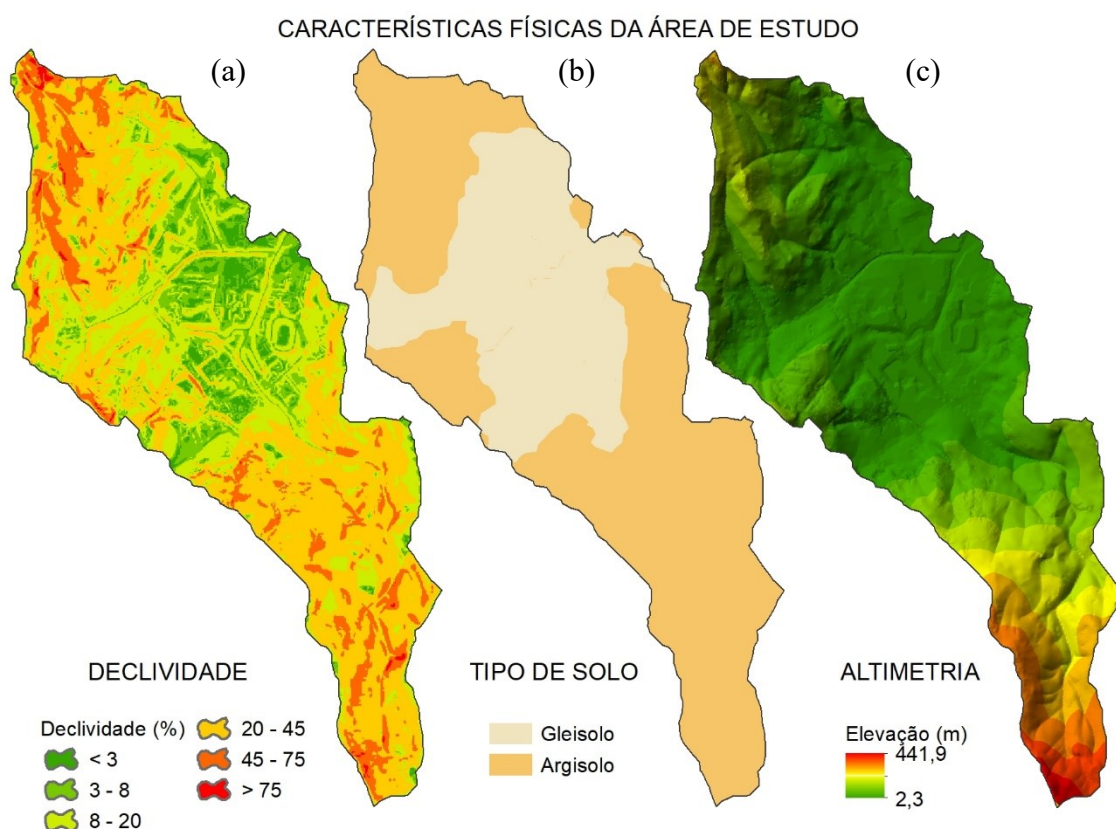 CARACTERÍSTICAS FÍSICAS DA ÁREA DE ESTUDO
(a)
(b)
(c)
DECLIVIDADE
Declividade (%)
< 3
3 - 8
8 - 20
20 - 45
45 - 75
> 75
TIPO DE SOLO
Gleisolo
Argisolo
ALTIMETRIA
Elevação (m)
441,9
2,3